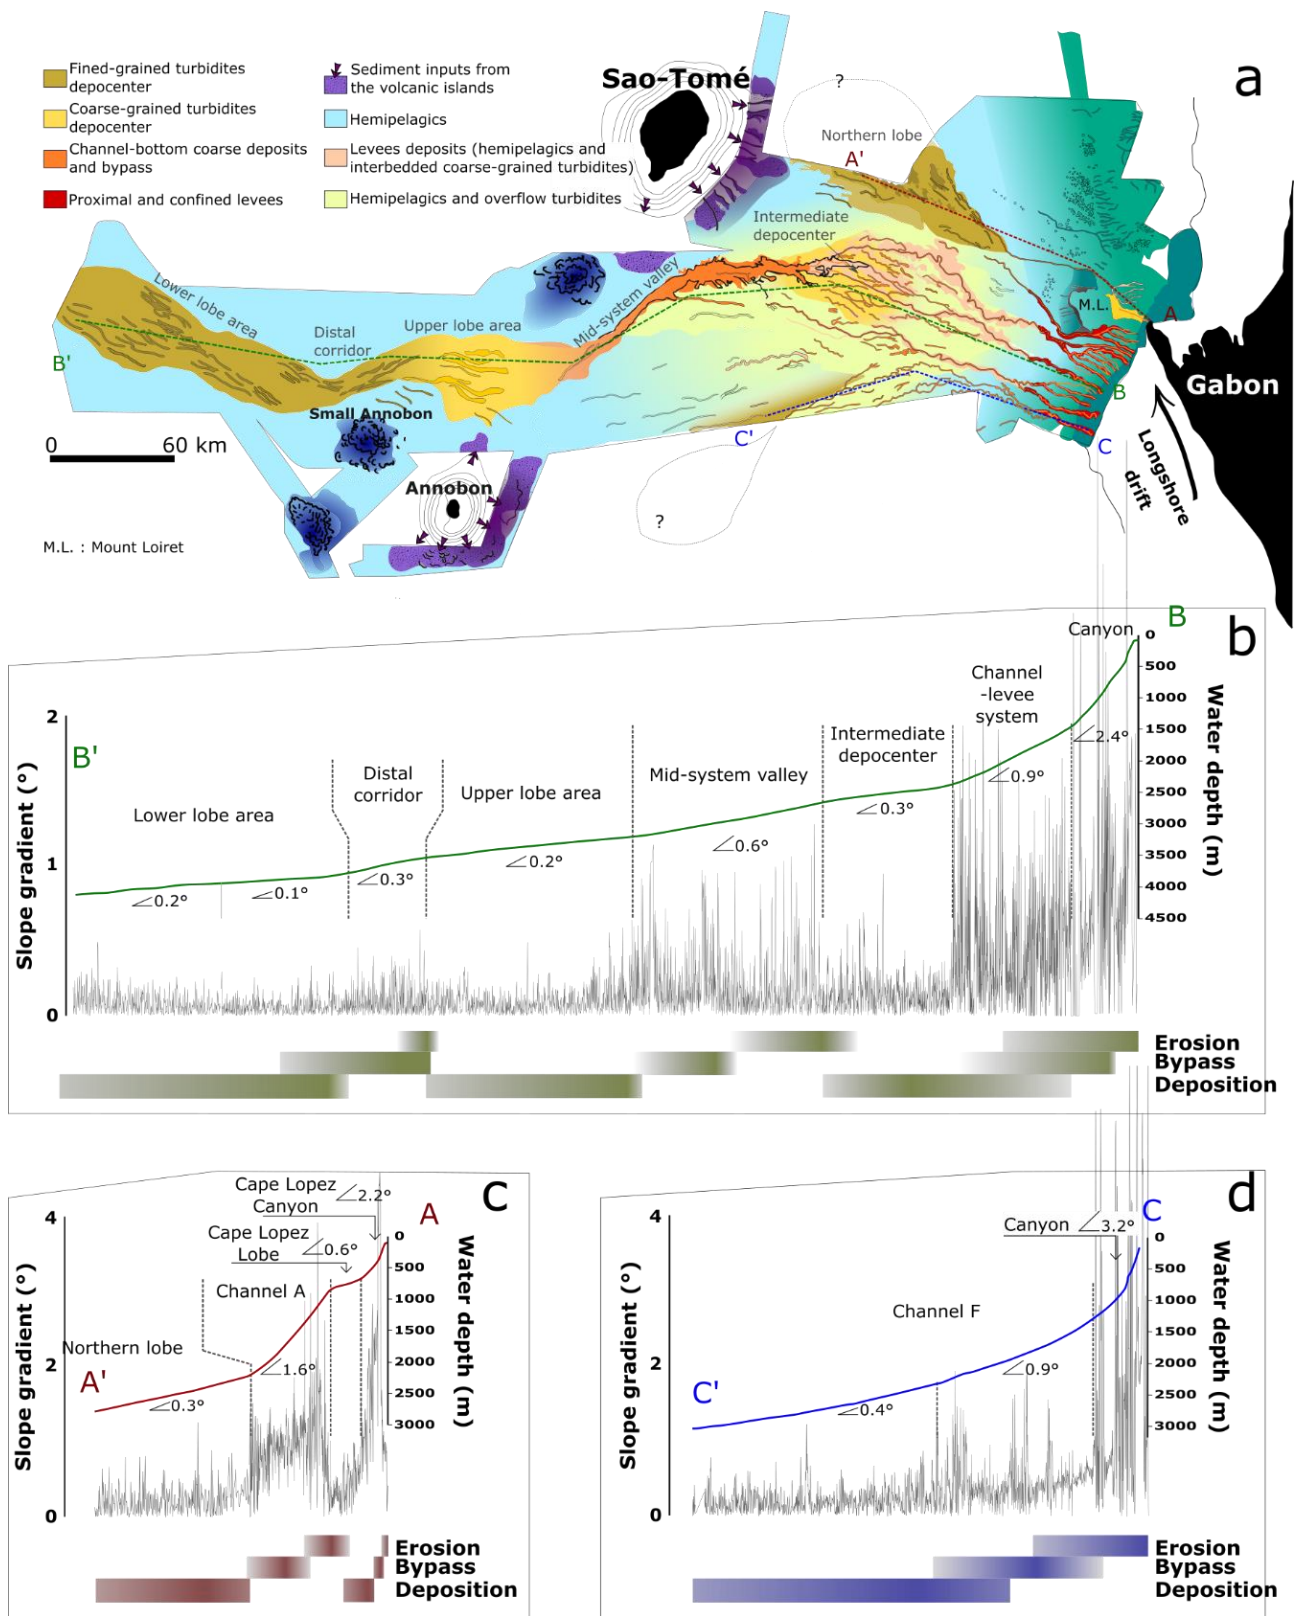 a
Fined-grained turbidites
depocenter
Coarse-grained turbidites
depocenter
Channel-bottom coarse deposits
and bypass
Proximal and confined levees
Sediment inputs from
the volcanic islands
Hemipelagics
Levees deposits (hemipelagics and
interbedded coarse-grained turbidites)
Hemipelagics and overflow turbidites
Sao-Tomé
?
Northern lobe
A'
Intermediate
depocenter
Mid-system valley
Lower lobe area
Distal
corridor
Upper lobe area
B'
M.L.
A
B
C
C'
Gabon
Longshore
drift
Small Annobon
Annobon
?
0 60 km
M.L. : Mount Loiret
b
B
Canyon
Channel
-levee
system
Intermediate
depocenter
Mid-system valley
Upper lobe area
Distal
corridor
Lower lobe area
B'
∠0.2°
∠0.1°
∠0.3°
∠0.2°
∠0.6°
∠0.3°
∠0.9°
∠2.4°
Slope gradient (°)
2
1
0
Water depth (m)
0
500
1000
1500
2000
2500
3000
3500
4000
4500
Erosion
Bypass
Deposition
c
Cape Lopez
Canyon
∠2.2°
A
Cape Lopez
Lobe
∠0.6°
Channel A
Northern lobe
A'
∠1.6°
∠0.3°
Slope gradient (°)
4
2
0
Water depth (m)
0
500
1000
1500
2000
2500
3000
Erosion
Bypass
Deposition
d
C
Canyon ∠3.2°
Channel F
C'
∠0.9°
∠0.4°
Slope gradient (°)
4
2
0
Water depth (m)
0
500
1000
1500
2000
2500
3000
Erosion
Bypass
Deposition